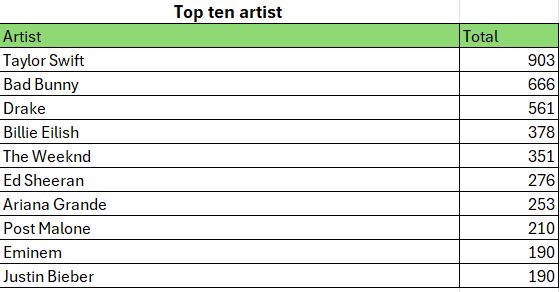 Top ten artist
Artist Total
Taylor Swift 903
Bad Bunny 666
Drake 561
Billie Eilish 378
The Weeknd 351
Ed Sheeran 276
Ariana Grande 253
Post Malone 210
Eminem 190
Justin Bieber 190